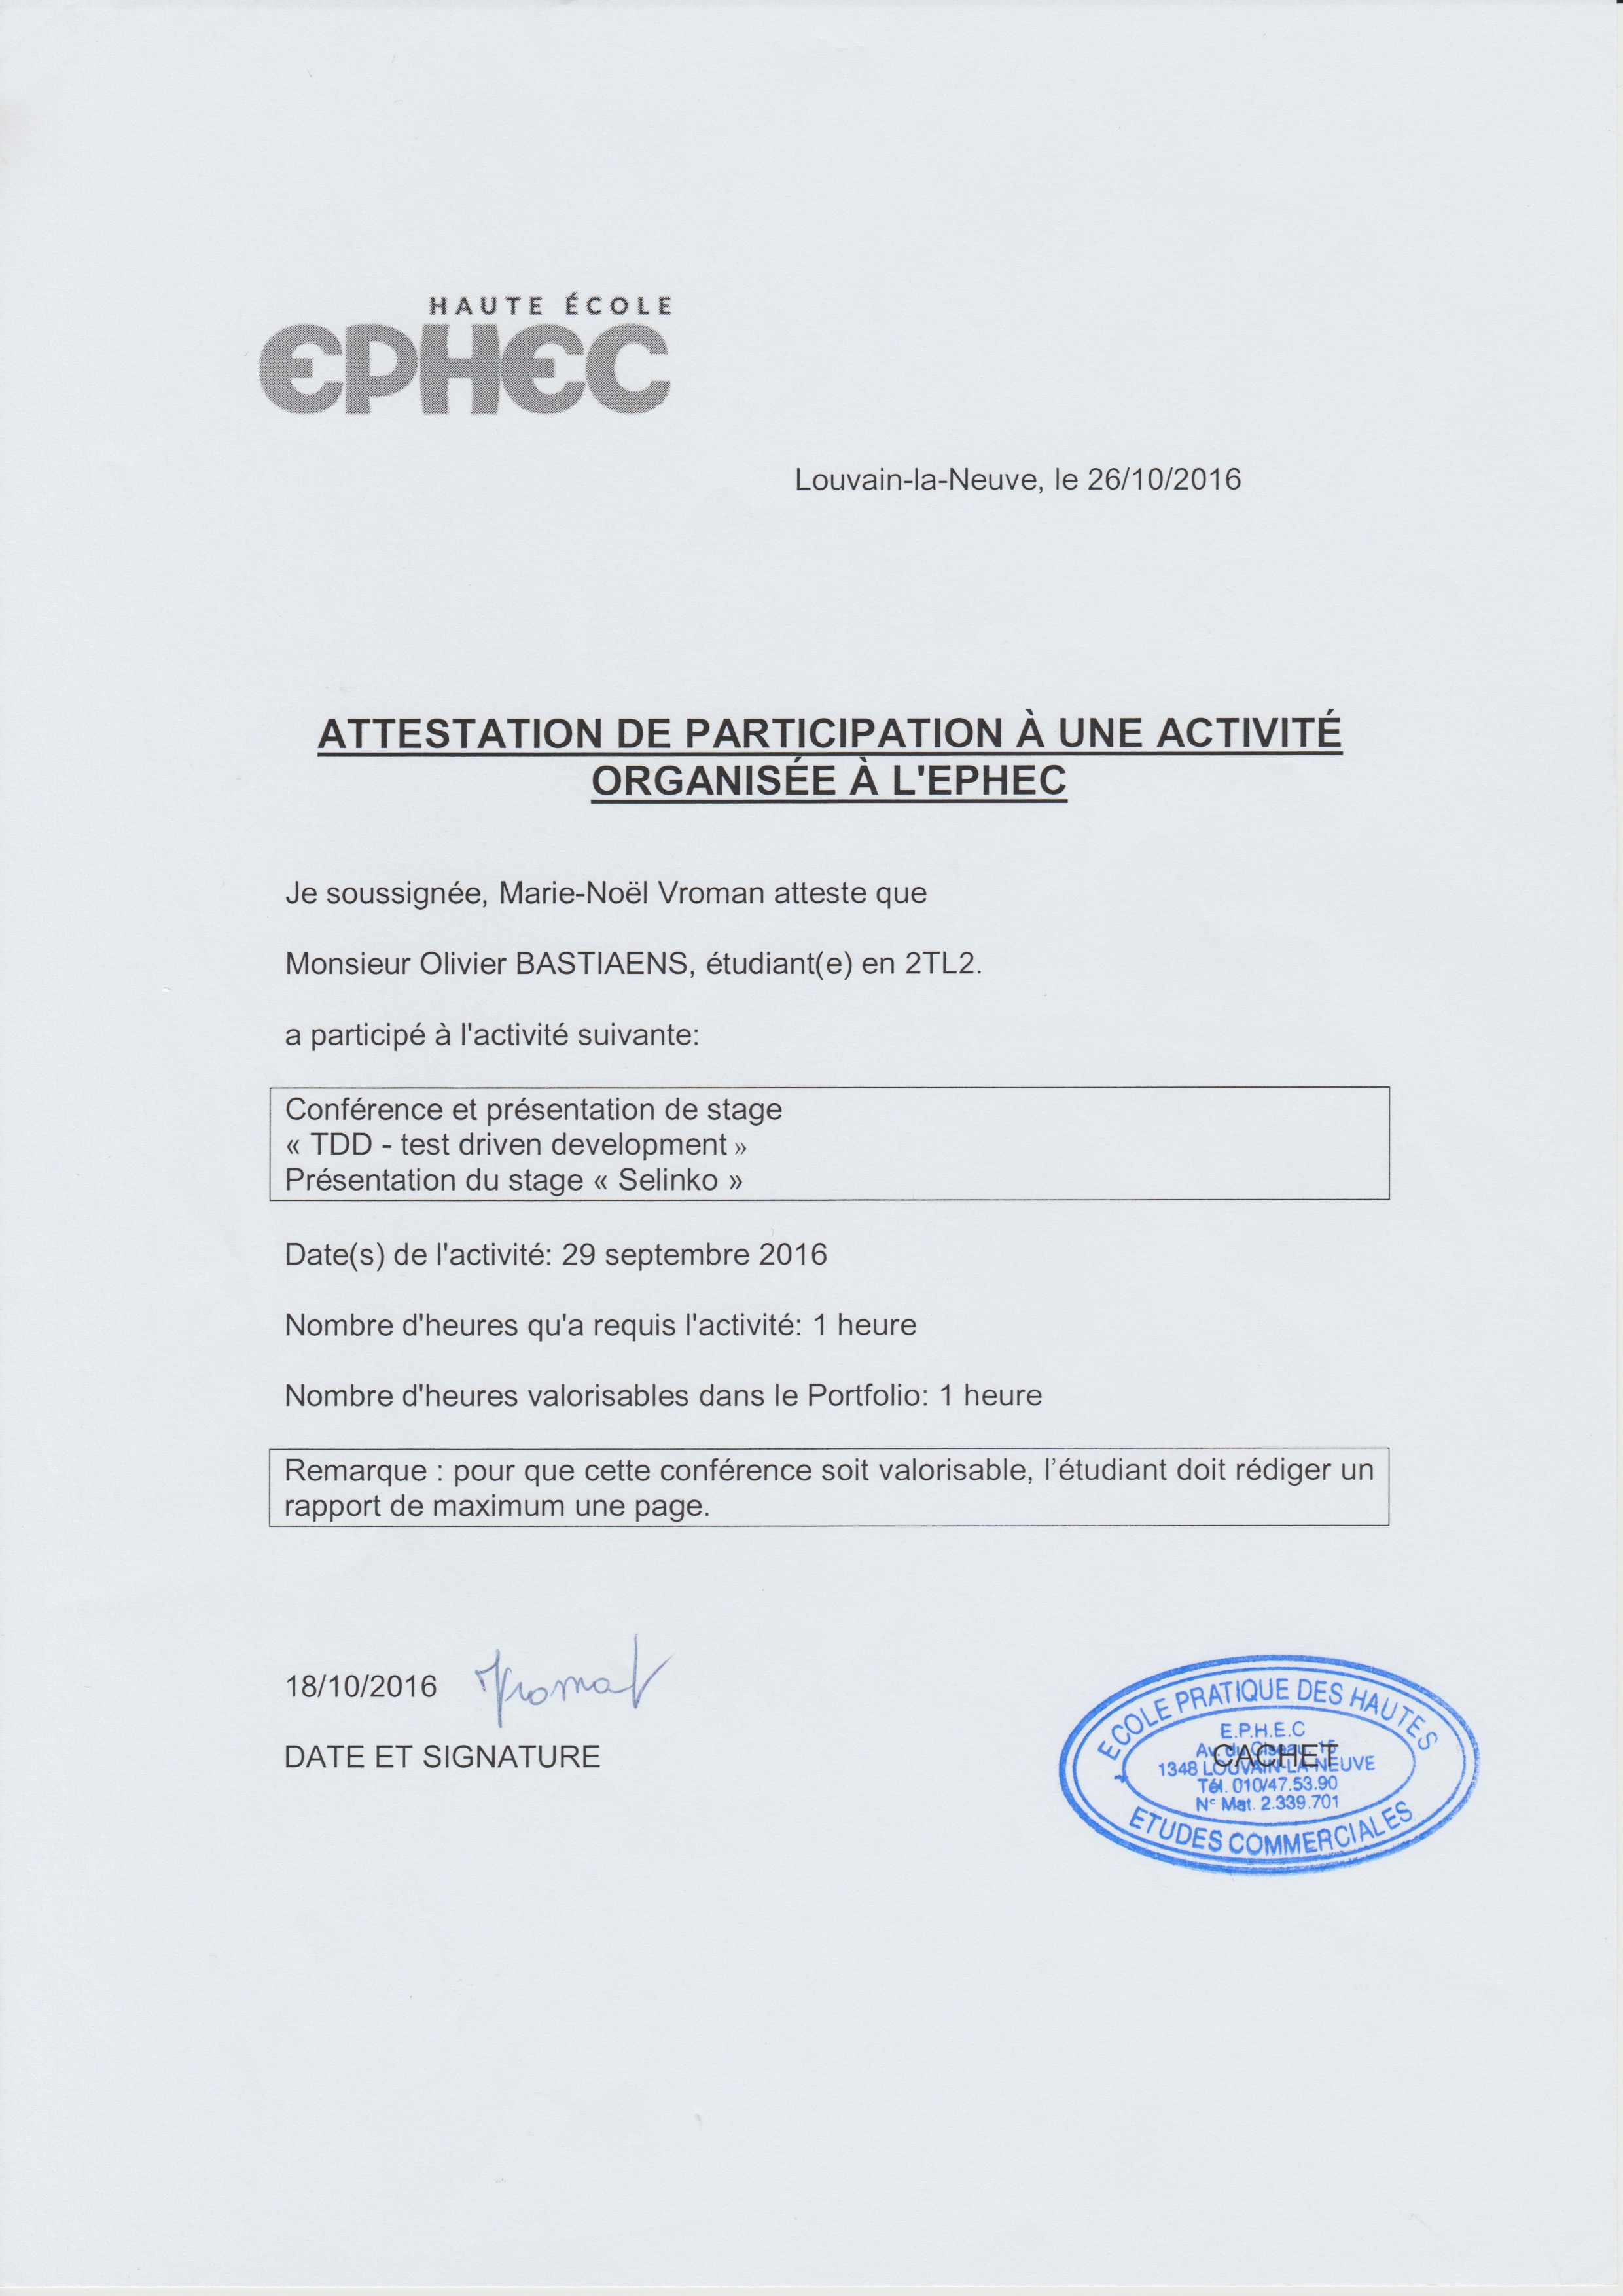 HAUTE ÉCOLE
EPHEC
Louvain-la-Neuve, le 26/10/2016
ATTESTATION DE PARTICIPATION À UNE ACTIVITÉ
ORGANISÉE À L'EPHEC
Je soussignée, Marie-Noël Vroman atteste que
Monsieur Olivier BASTIAENS, étudiant(e) en 2TL2.
a participé à l'activité suivante:
Conférence et présentation de stage
« TDD - test driven development »
Présentation du stage « Selinko »
Date(s) de l'activité: 29 septembre 2016
Nombre d'heures qu'a requis l'activité: 1 heure
Nombre d'heures valorisables dans le Portfolio: 1 heure
Remarque : pour que cette conférence soit valorisable, l’étudiant doit rédiger un
rapport de maximum une page.
18/10/2016
DATE ET SIGNATURE
ECOLE PRATIQUE DES HAUTES
E.P.H.E.C
Av. du Ciseau, 15
CACHET
1348 LOUVAIN-LA-NEUVE
Tél. 010/47.53.90
N° Mat. 2.339.701
ETUDES COMMERCIALES